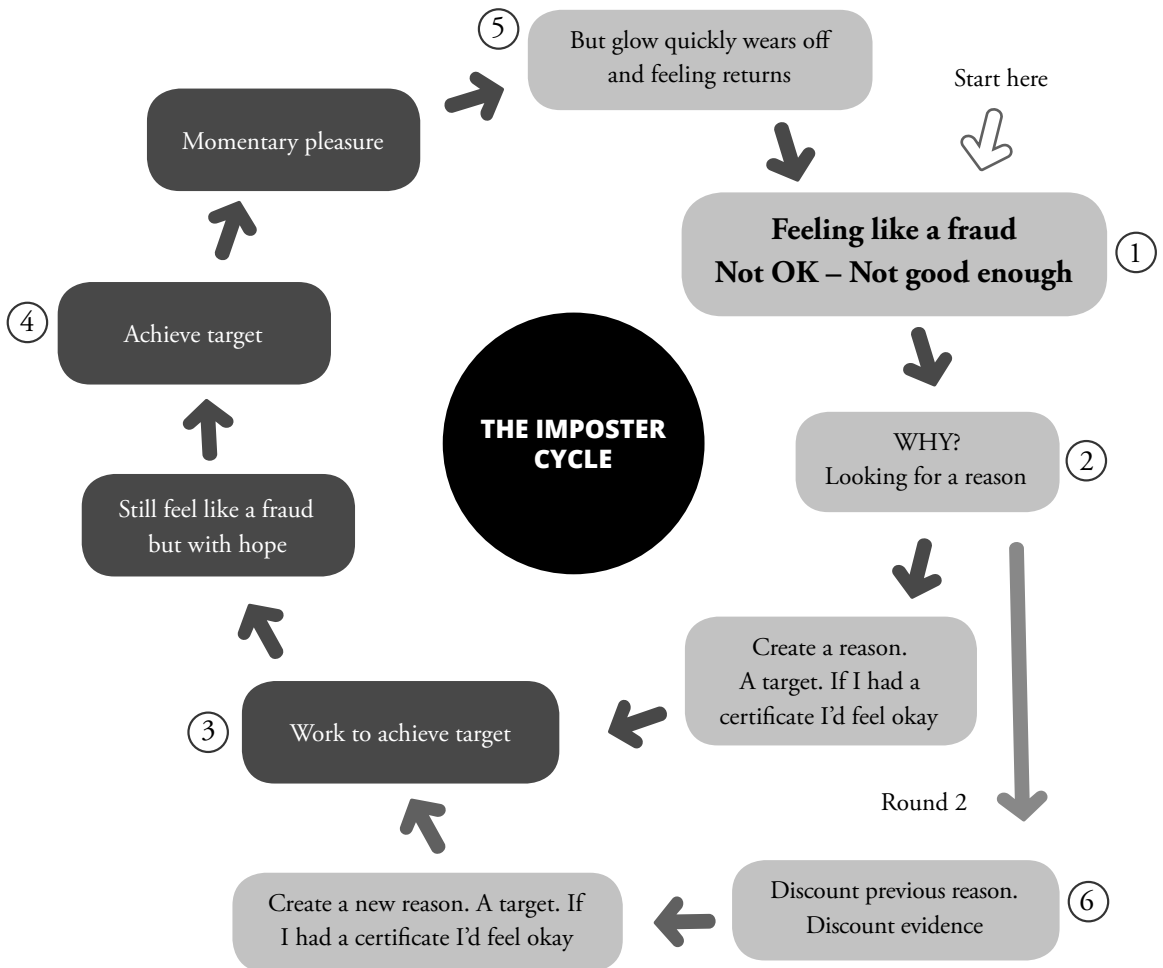 Start here
Feeling like a fraud
Not OK – Not good enough
1
WHY?
Looking for a reason
2
Create a reason.
A target. If I had a
certificate I’d feel okay
Work to achieve target
3
Still feel like a fraud
but with hope
Achieve target
4
Momentary pleasure
But glow quickly wears off
and feeling returns
5
THE IMPOSTER
CYCLE
Round 2
Discount previous reason.
Discount evidence
6
Create a new reason. A target. If
I had a certificate I’d feel okay